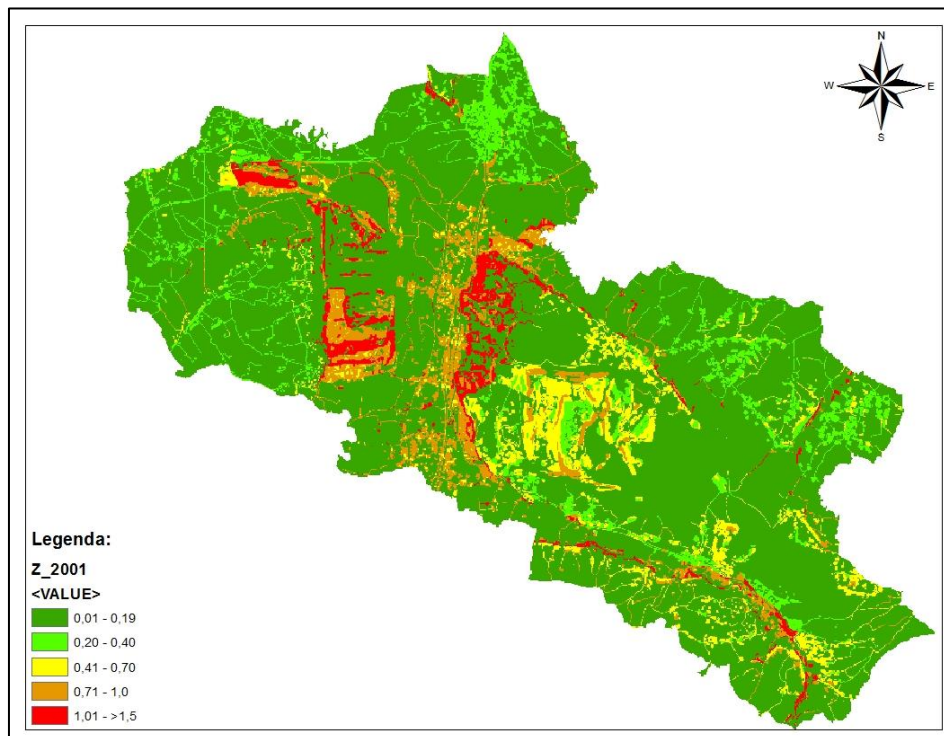 N
W E
S
Legenda:
Z_2001
<VALUE>
0,01 - 0,19
0,20 - 0,40
0,41 - 0,70
0,71 - 1,0
1,01 - >1,5